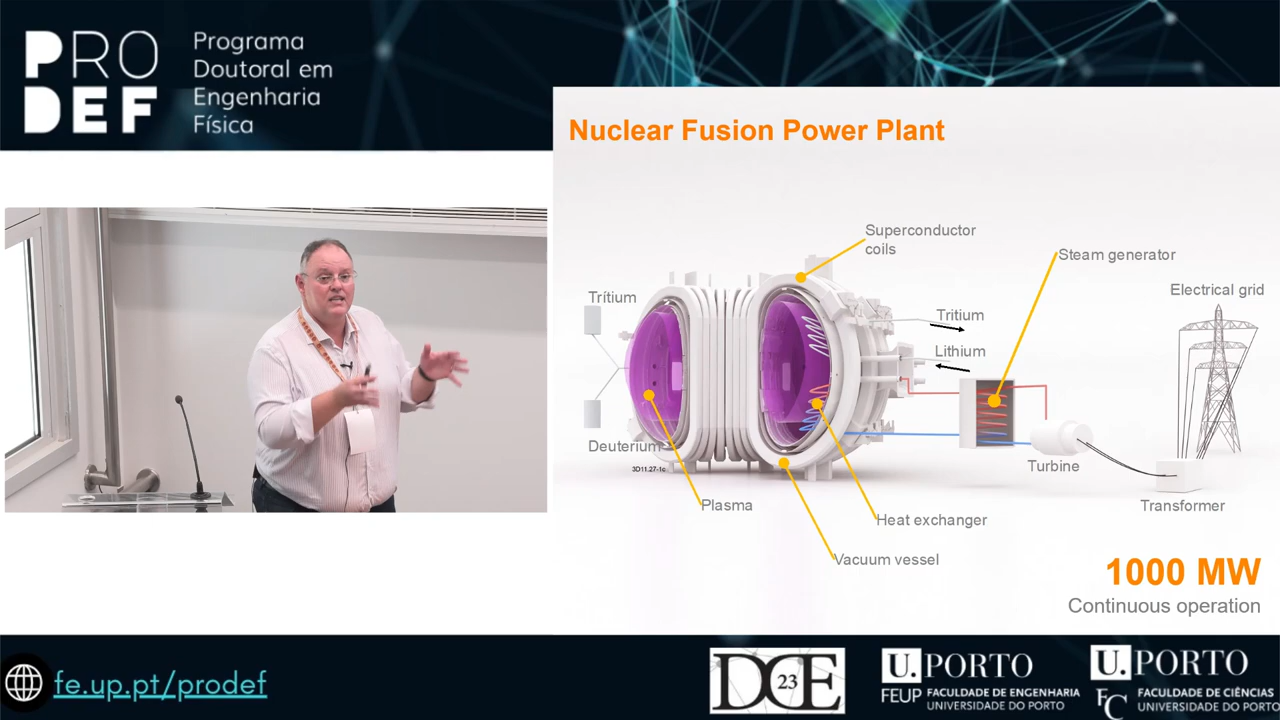 PRO
DEF
Programa
Doutoral em
Engenharia
Física
Nuclear Fusion Power Plant
Superconductor
coils
Steam generator
Electrical grid
Trítium
Tritium
Lithium
Deuterium
3D11.27-1c
Turbine
Plasma
Transformer
Heat exchanger
Vacuum vessel
1000 MW
Continuous operation
fe.up.pt/prodef
DCE
23
U.PORTO
FEUP FACULDADE DE ENGENHARIA
UNIVERSIDADE DO PORTO
U.PORTO
FC FACULDADE DE CIÊNCIAS
UNIVERSIDADE DO PORTO